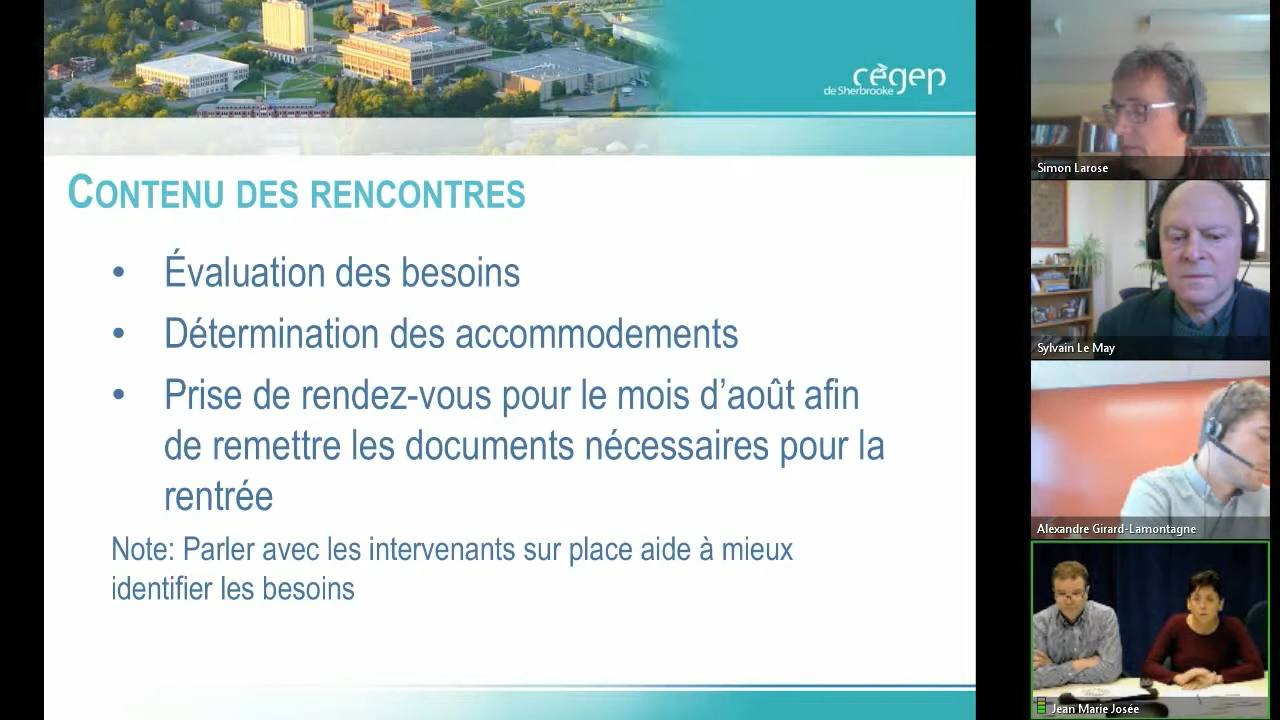 cégep
de Sherbrooke
CONTENU DES RENCONTRES
• Évaluation des besoins
• Détermination des accommodements
• Prise de rendez-vous pour le mois d’août afin
de remettre les documents nécessaires pour la
rentrée
Note: Parler avec les intervenants sur place aide à mieux
identifier les besoins
Simon Larose
Sylvain Le May
Alexandre Girard-Lamontagne
Jean Marie Josée